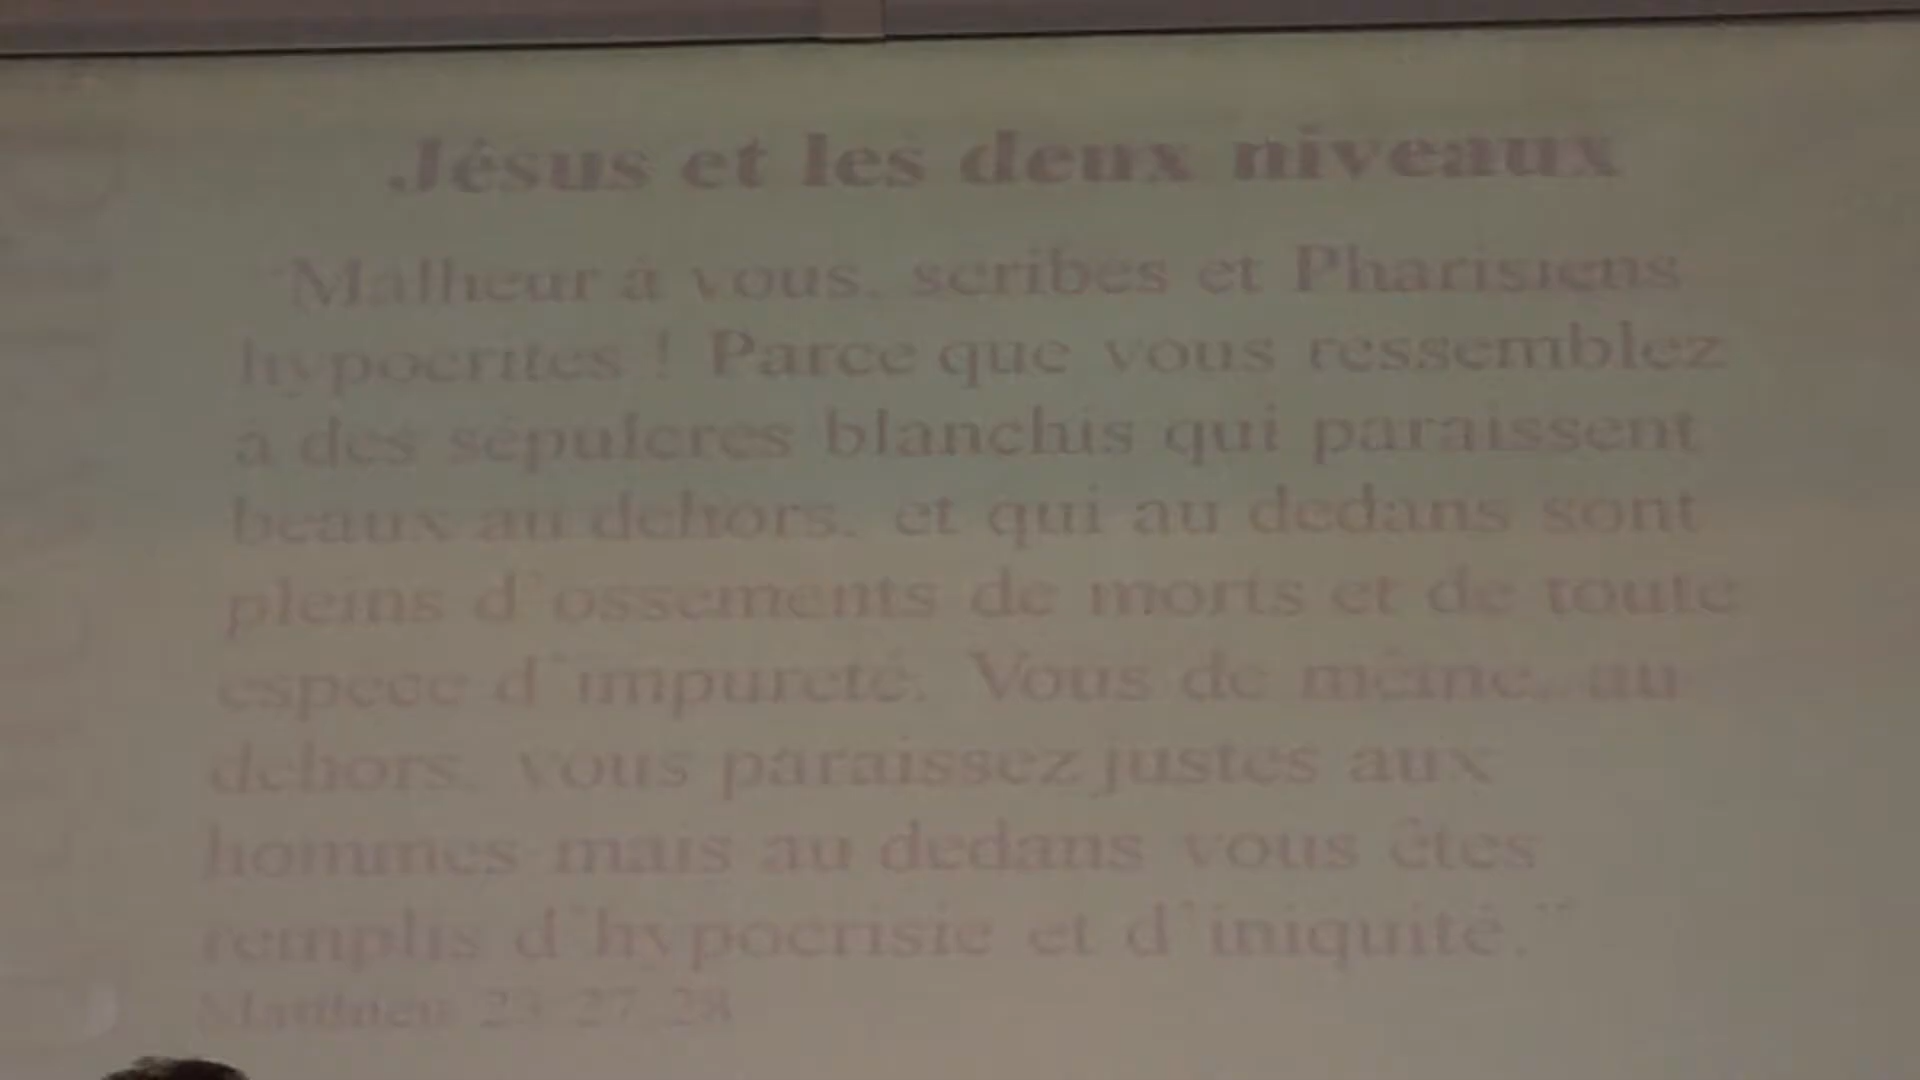 Jésus et les deux niveaux
"Malheur à vous, scribes et Pharisiens
hypocrites ! Parce que vous ressemblez
à des sépulcres blanchis qui paraissent
beaux au dehors, et qui au dedans sont
pleins d'ossements de morts et de toute
espèce d'impureté. Vous de même, au
dehors, vous paraissez justes aux
hommes mais au dedans vous êtes
remplis d'hypocrisie et d'iniquité."
Matthieu 23:27,28